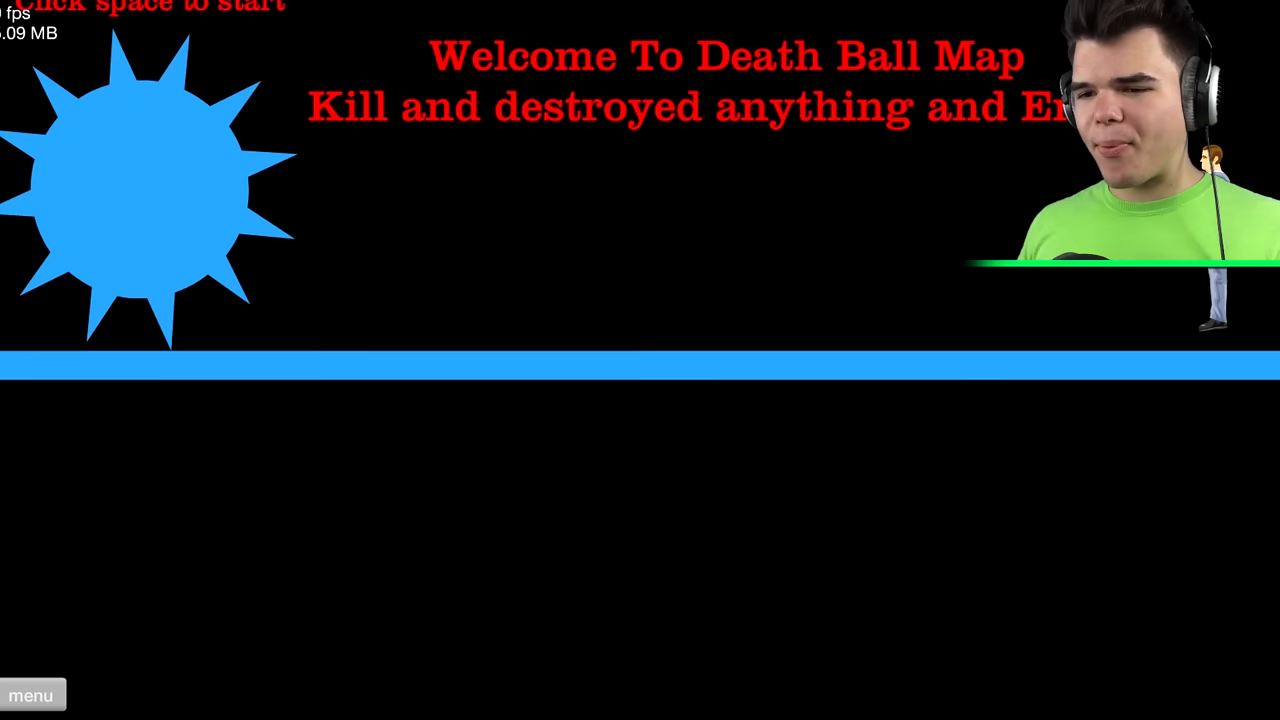 Click space to start
fps
.09 MB
Welcome To Death Ball Map
Kill and destroyed anything and
menu